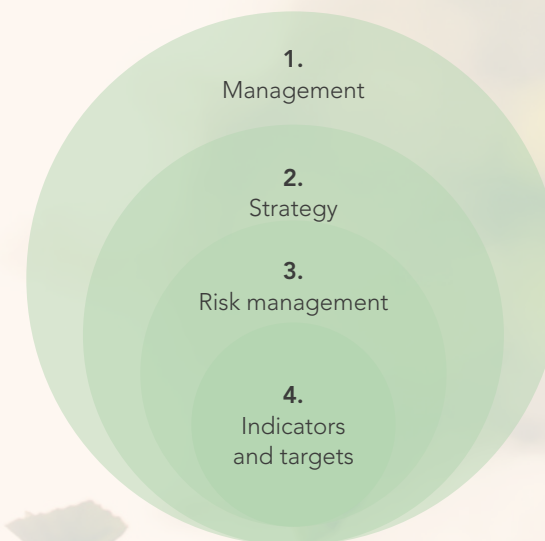 1.
Management
2.
Strategy
3.
Risk management
4.
Indicators
and targets